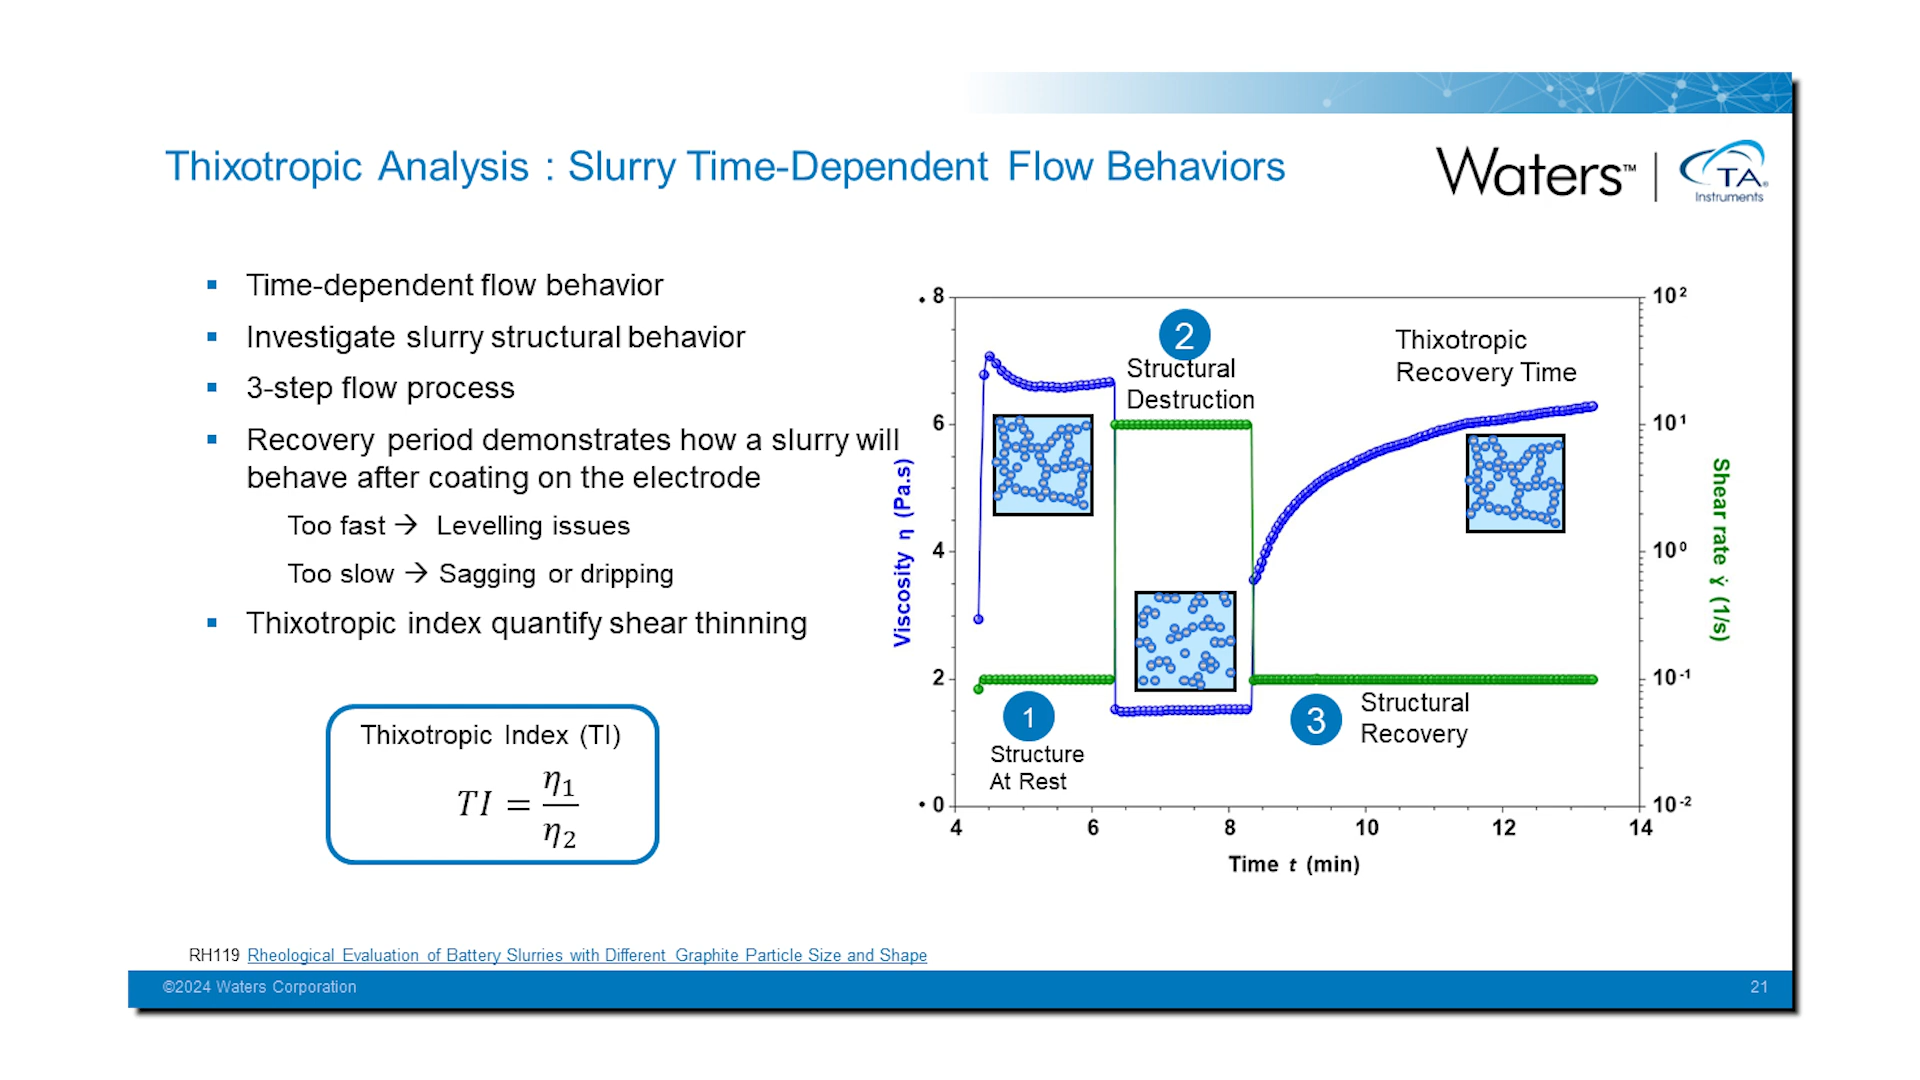 Thixotropic Analysis : Slurry Time-Dependent Flow Behaviors
Waters™ | TA® Instruments
▪ Time-dependent flow behavior
▪ Investigate slurry structural behavior
▪ 3-step flow process
▪ Recovery period demonstrates how a slurry will
behave after coating on the electrode
Too fast → Levelling issues
Too slow → Sagging or dripping
▪ Thixotropic index quantify shear thinning
Thixotropic Index (TI)
TI = η₁/η₂
Viscosity η (Pa.s)
• 8
6
4
2
• 0
2
Structural
Destruction
Thixotropic
Recovery Time
1
Structure
At Rest
3
Structural
Recovery
10²
10¹
10⁰
10⁻¹
10⁻²
Shear rate γ̇ (1/s)
4 6 8 10 12 14
Time t (min)
RH119 Rheological Evaluation of Battery Slurries with Different Graphite Particle Size and Shape
©2024 Waters Corporation
21